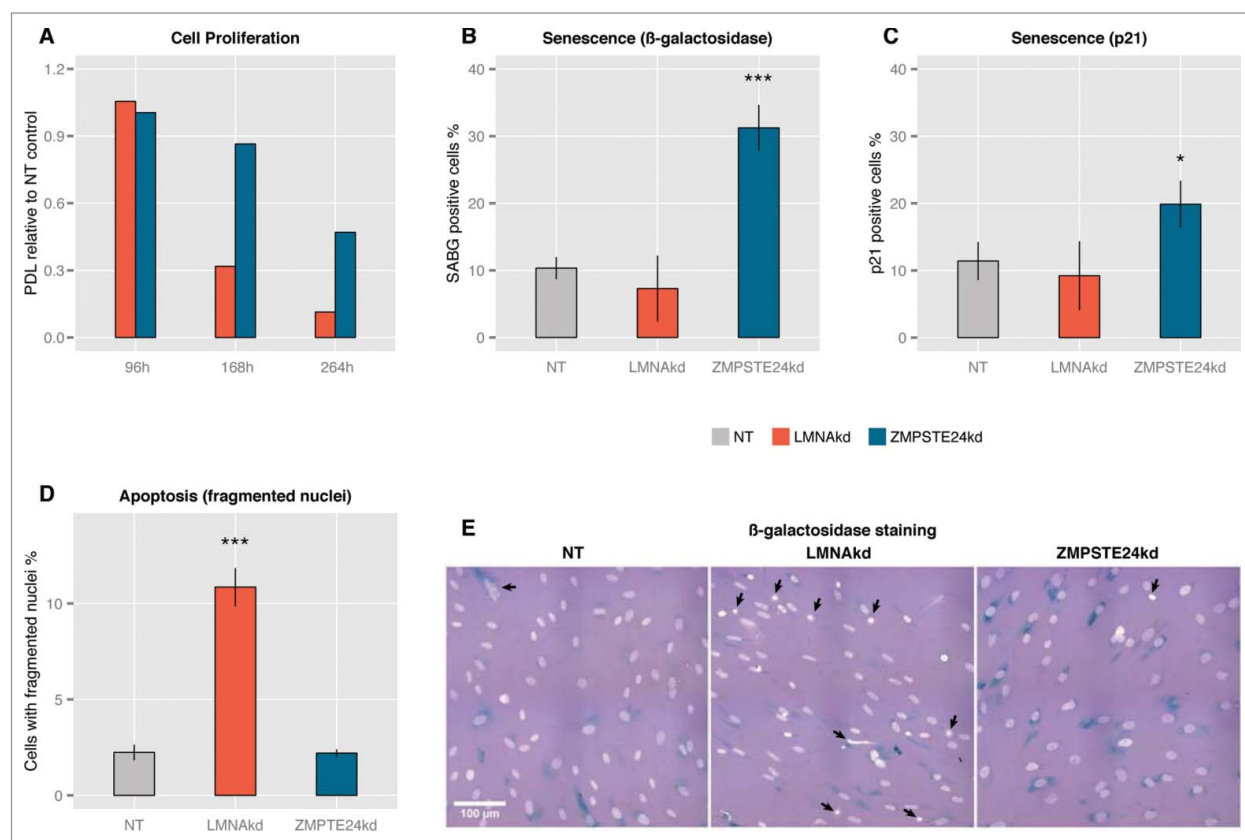 A
Cell Proliferation
PDL relative to NT control
1.2
0.9
0.6
0.3
0.0
96h
168h
264h
B
Senescence (ß-galactosidase)
SABG positive cells %
40
30
20
10
0
***
NT
LMNAkd
ZMPSTE24kd
C
Senescence (p21)
p21 positive cells %
40
30
20
10
0
*
NT
LMNAkd
ZMPSTE24kd
NT
LMNAkd
ZMPSTE24kd
D
Apoptosis (fragmented nuclei)
Cells with fragmented nuclei %
10
5
0
***
NT
LMNAkd
ZMPTE24kd
E
ß-galactosidase staining
NT
LMNAkd
ZMPSTE24kd
100 µm